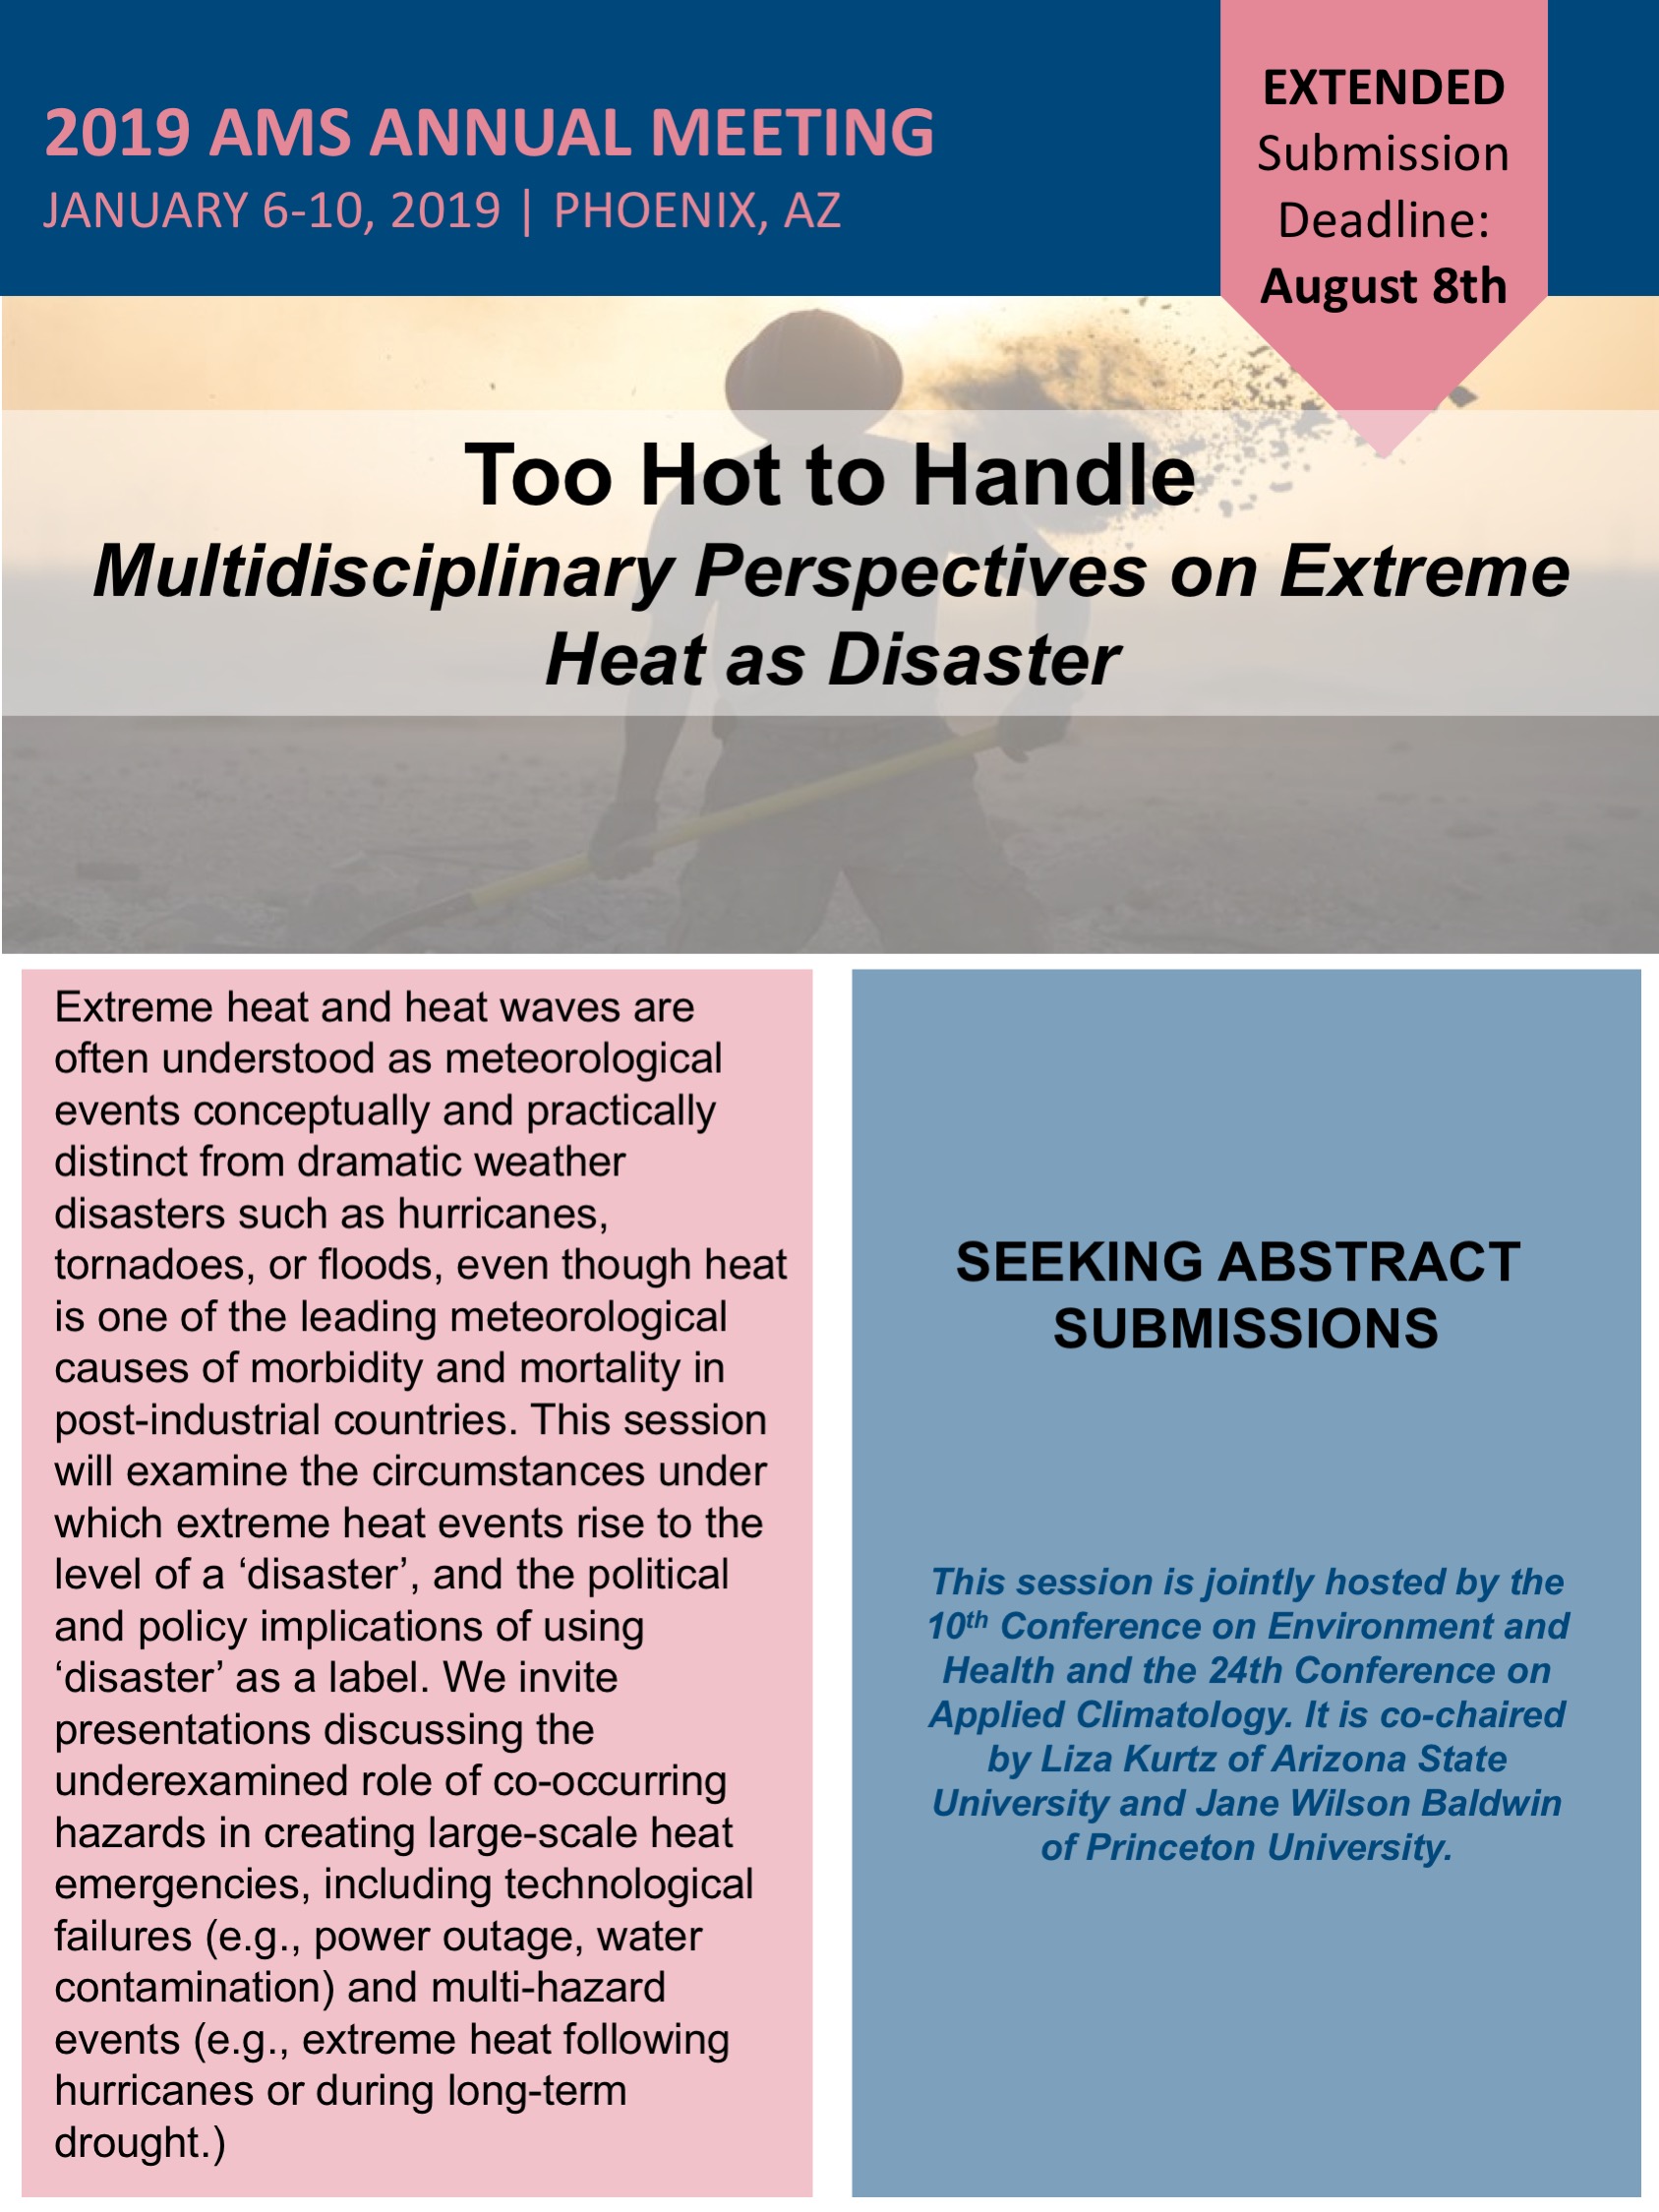 2019 AMS ANNUAL MEETING
JANUARY 6-10, 2019 | PHOENIX, AZ
EXTENDED
Submission
Deadline:
August 8th
Too Hot to Handle
Multidisciplinary Perspectives on Extreme
Heat as Disaster
Extreme heat and heat waves are
often understood as meteorological
events conceptually and practically
distinct from dramatic weather
disasters such as hurricanes,
tornadoes, or floods, even though heat
is one of the leading meteorological
causes of morbidity and mortality in
post-industrial countries. This session
will examine the circumstances under
which extreme heat events rise to the
level of a ‘disaster’, and the political
and policy implications of using
‘disaster’ as a label. We invite
presentations discussing the
underexamined role of co-occurring
hazards in creating large-scale heat
emergencies, including technological
failures (e.g., power outage, water
contamination) and multi-hazard
events (e.g., extreme heat following
hurricanes or during long-term
drought.)
SEEKING ABSTRACT
SUBMISSIONS
This session is jointly hosted by the
10th Conference on Environment and
Health and the 24th Conference on
Applied Climatology. It is co-chaired
by Liza Kurtz of Arizona State
University and Jane Wilson Baldwin
of Princeton University.